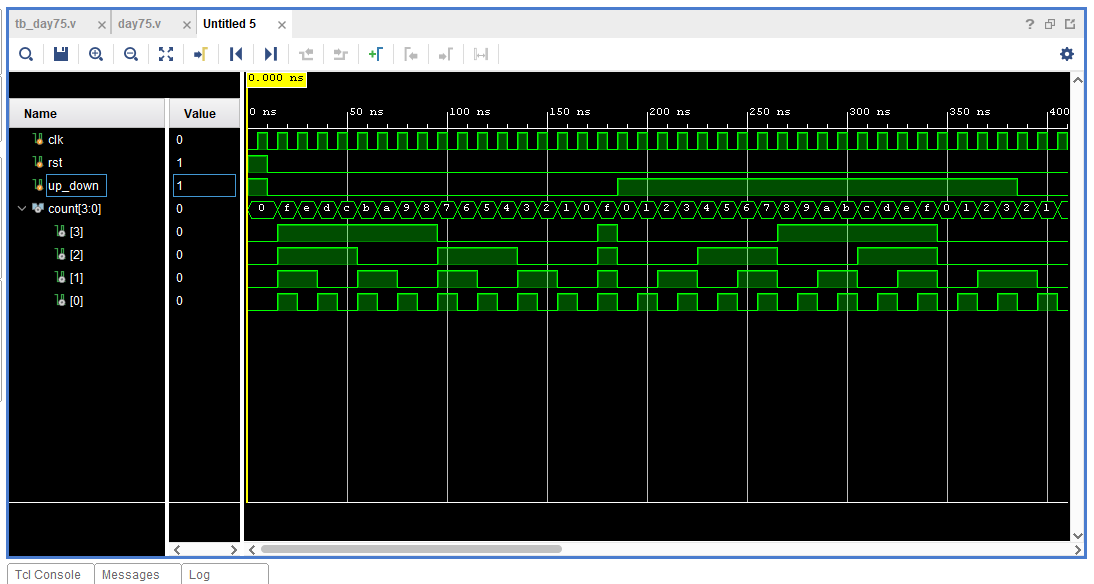 tb_day75.v × day75.v × Untitled 5 ×
?
0.000 ns
Name Value
0 ns 50 ns 100 ns 150 ns 200 ns 250 ns 300 ns 350 ns 400
clk 0
rst 1
up_down 1
count[3:0] 0 0 f e d c b a 9 8 7 6 5 4 3 2 1 0 f 0 1 2 3 4 5 6 7 8 9 a b c d e f 0 1 2 3 2 1
[3] 0
[2] 0
[1] 0
[0] 0
Tcl Console Messages Log